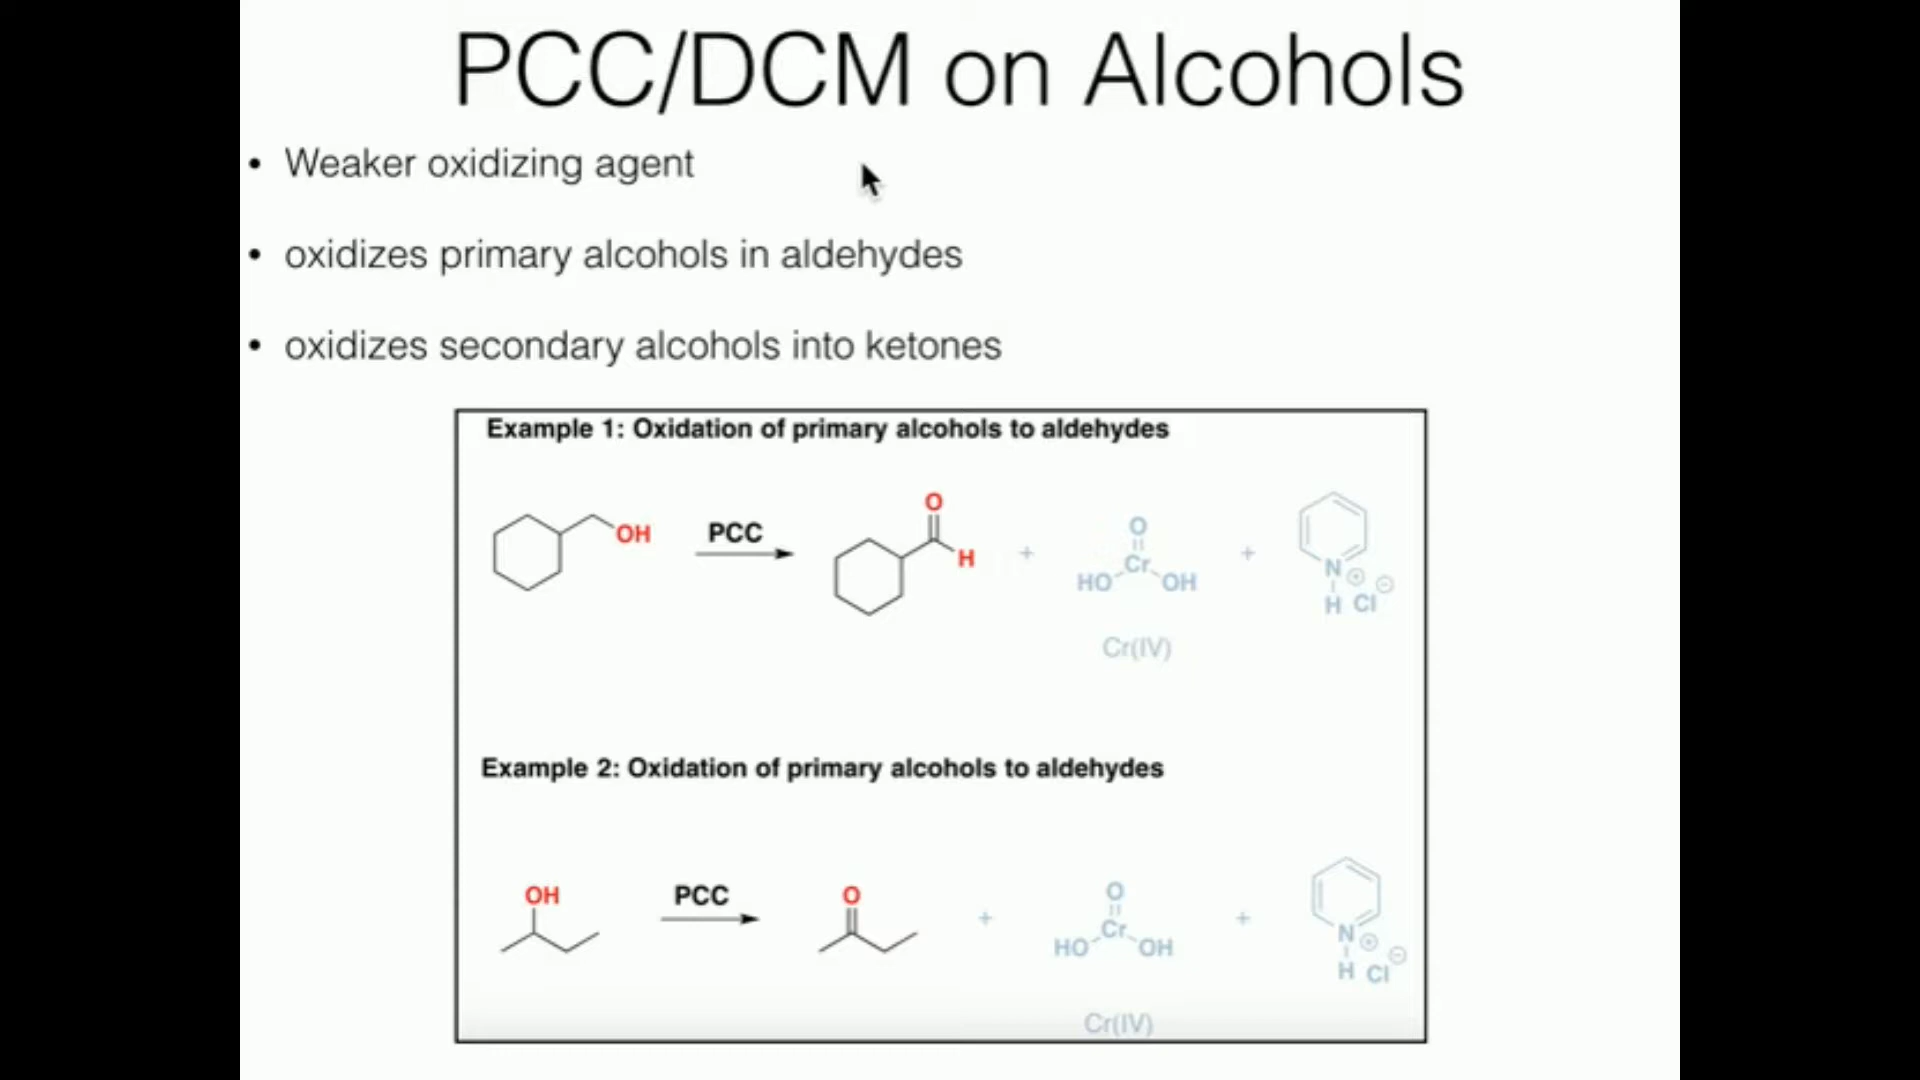 PCC/DCM on Alcohols
• Weaker oxidizing agent
• oxidizes primary alcohols in aldehydes
• oxidizes secondary alcohols into ketones
Example 1: Oxidation of primary alcohols to aldehydes
OH
PCC
O
H
+
O
Cr
HO
OH
Cr(IV)
+
N
⊕
⊖
H Cl
Example 2: Oxidation of primary alcohols to aldehydes
OH
PCC
O
+
O
Cr
HO
OH
Cr(IV)
+
N
⊕
⊖
H Cl